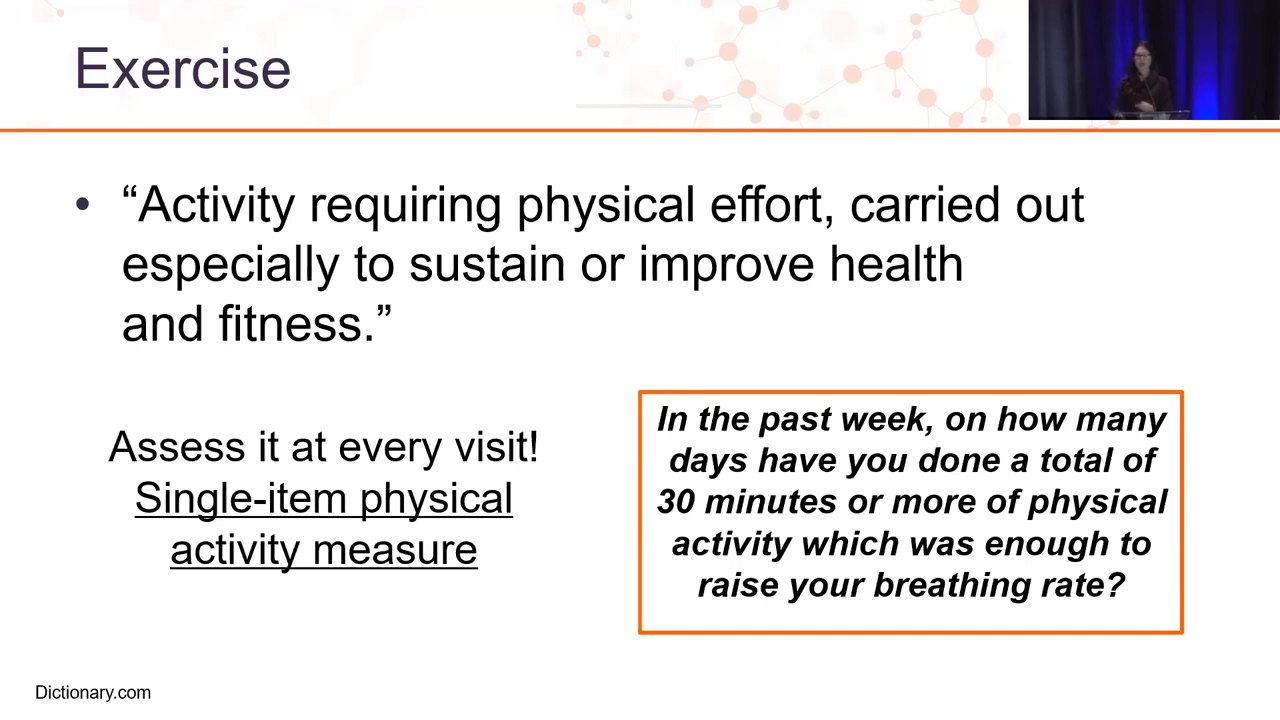 Exercise
• “Activity requiring physical effort, carried out
especially to sustain or improve health
and fitness.”
Assess it at every visit!
Single-item physical
activity measure
In the past week, on how many
days have you done a total of
30 minutes or more of physical
activity which was enough to
raise your breathing rate?
Dictionary.com